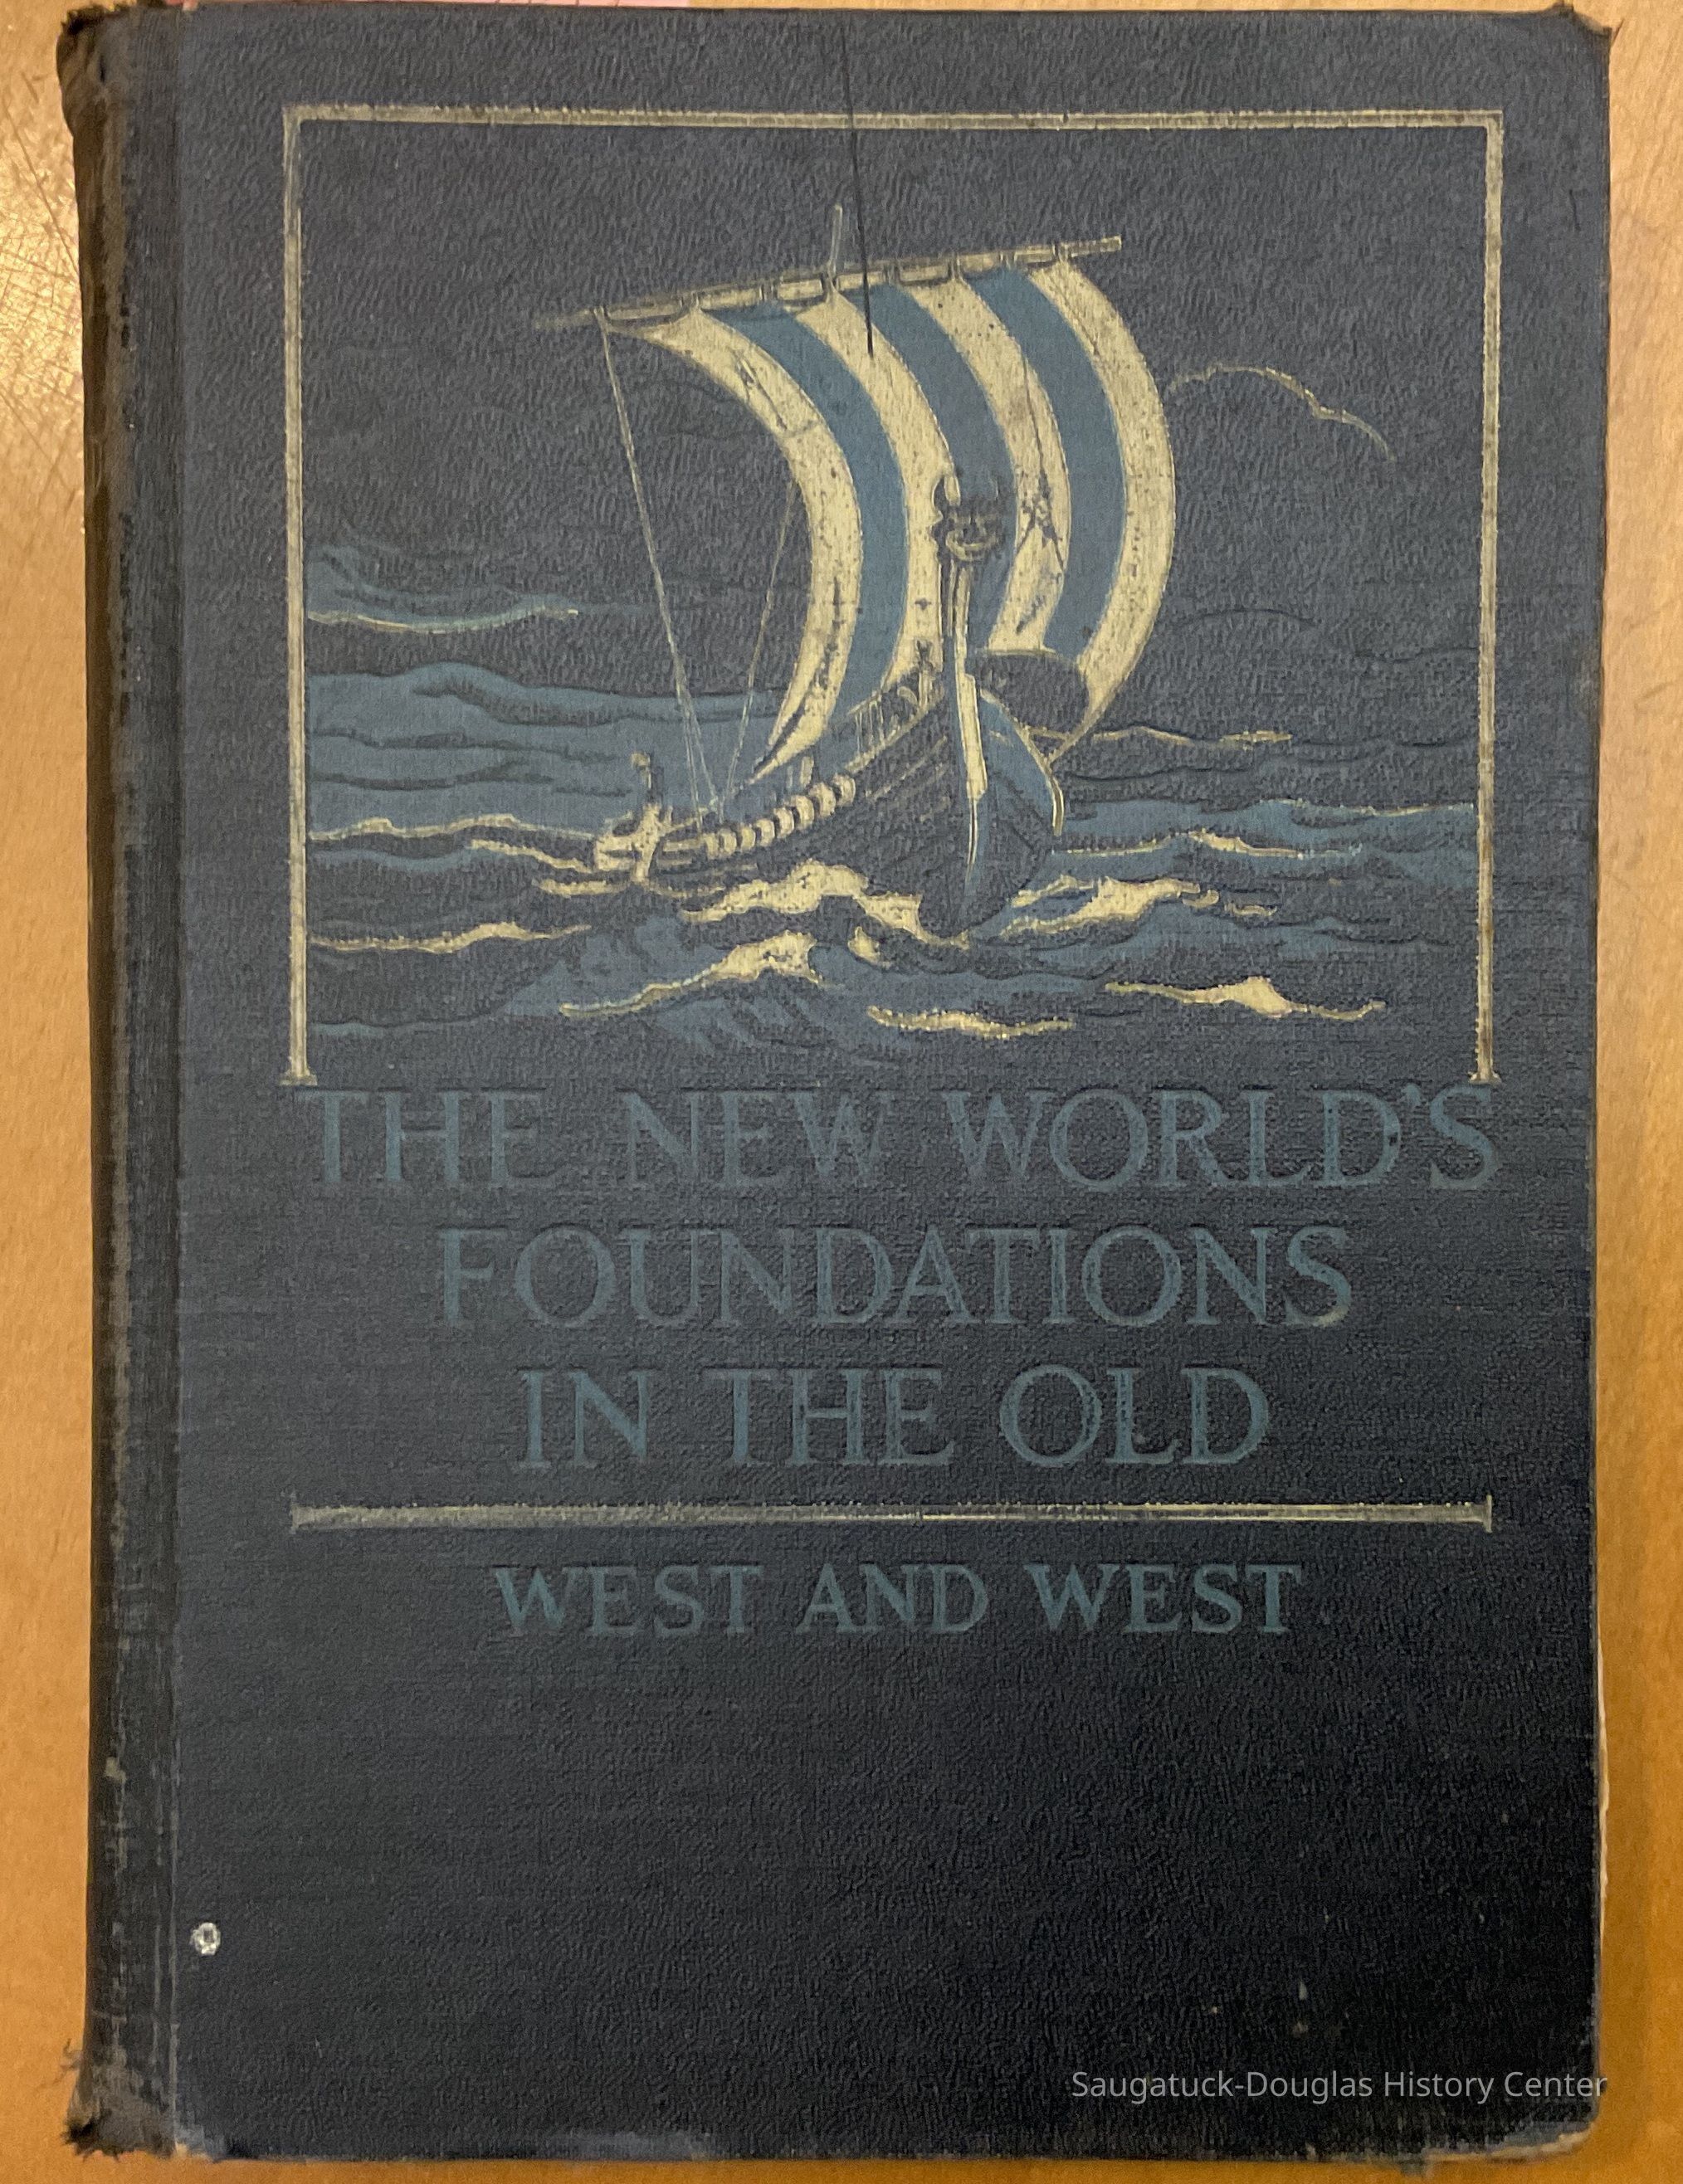 THE NEW WORLD'S
FOUNDATIONS
IN THE OLD
WEST AND WEST
Saugatuck-Douglas History Center